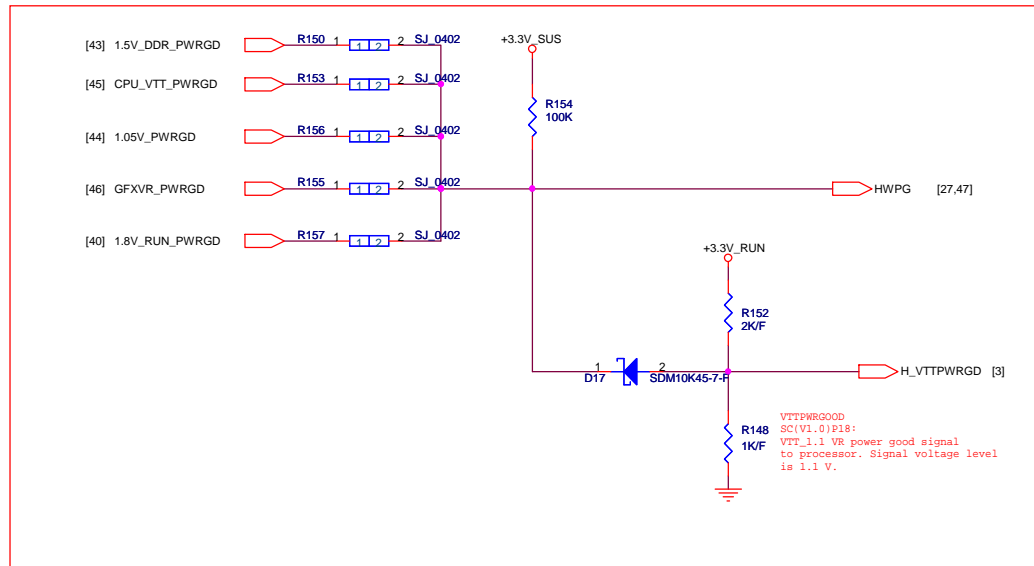 [43] 1.5V_DDR_PWRGD R150 1 1 2 2 SJ_0402
[45] CPU_VTT_PWRGD R153 1 1 2 2 SJ_0402
[44] 1.05V_PWRGD R156 1 1 2 2 SJ_0402
[46] GFXVR_PWRGD R155 1 1 2 2 SJ_0402
[40] 1.8V_RUN_PWRGD R157 1 1 2 2 SJ_0402
+3.3V_SUS
R154
100K
HWPG [27,47]
+3.3V_RUN
R152
2K/F
1 2
D17 SDM10K45-7-F
H_VTTPWRGD [3]
R148
1K/F
VTTPWRGOOD
SC(V1.0)P18:
VTT_1.1 VR power good signal
to processor. Signal voltage level
is 1.1 V.